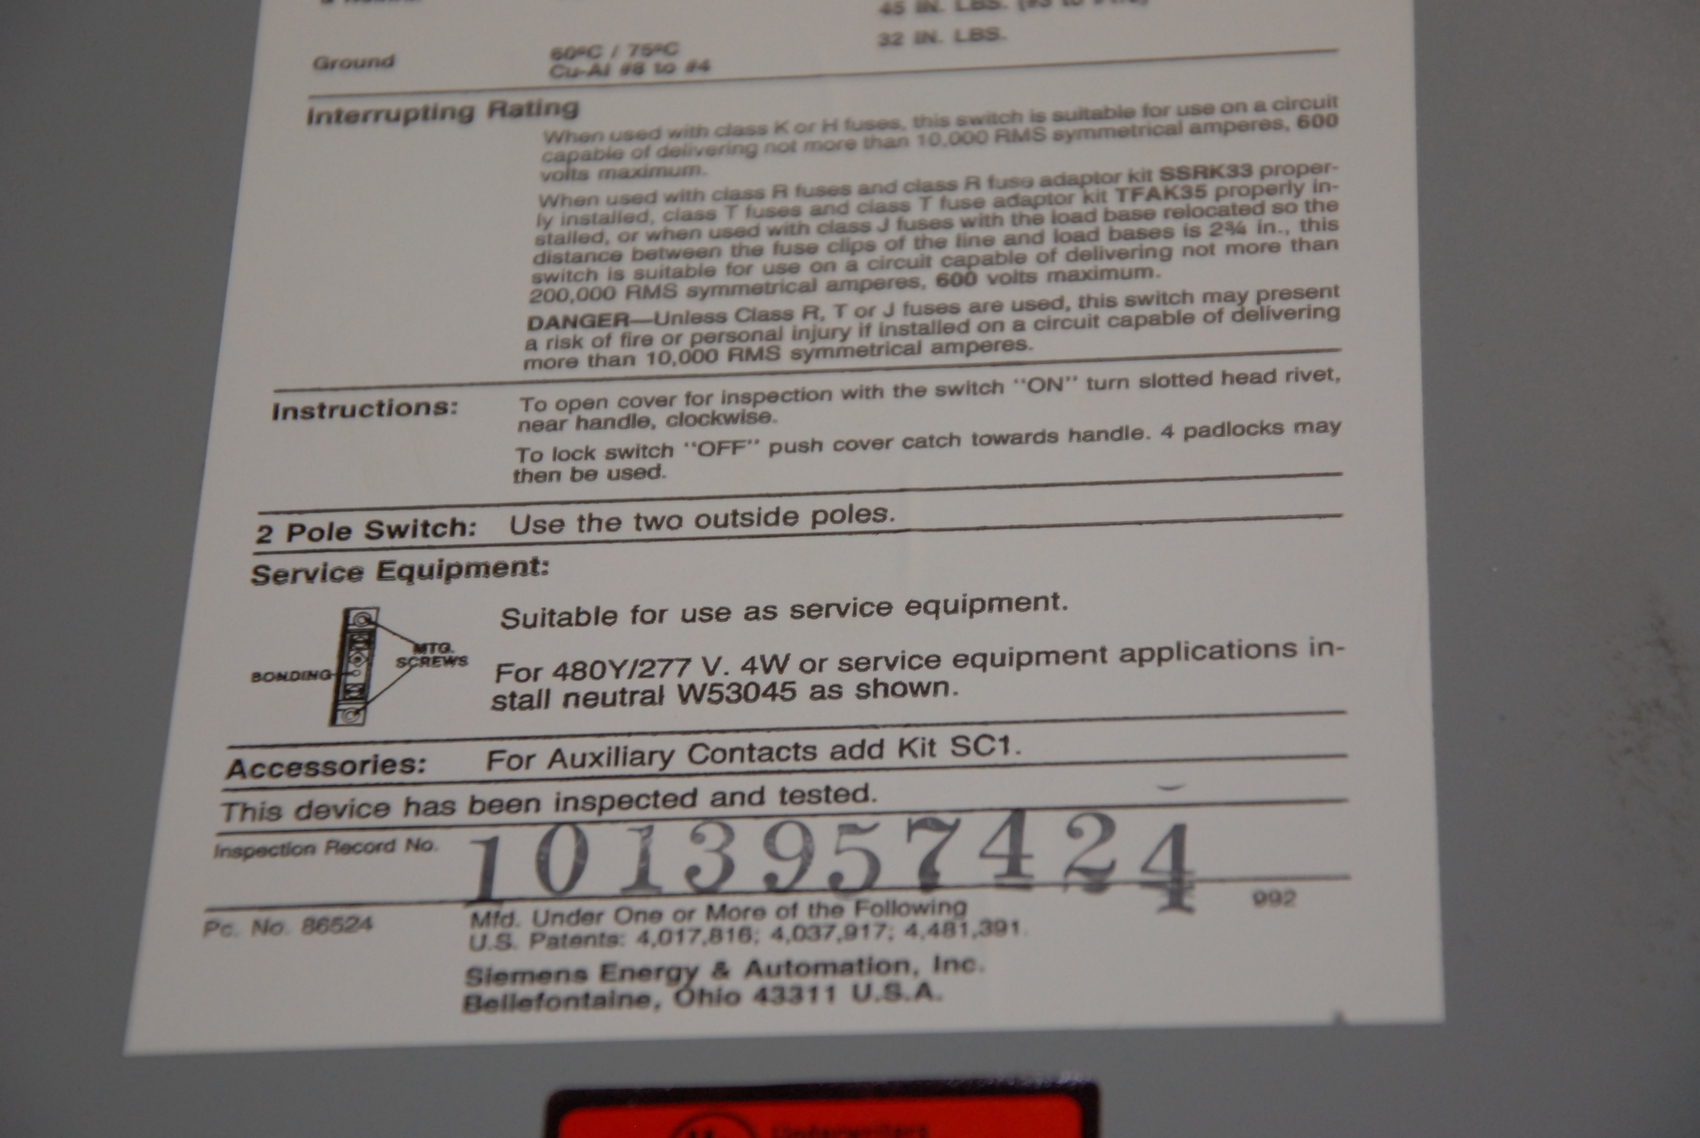 45 IN. LBS.
Ground
60°C / 75°C
Cu-Al #8 to #4
32 IN. LBS.
Interrupting Rating
When used with class K or H fuses, this switch is suitable for use on a circuit
capable of delivering not more than 10,000 RMS symmetrical amperes, 600
volts maximum.
When used with class R fuses and class R fuse adaptor kit SSRK33 proper-
ly installed, class T fuses and class T fuse adaptor kit TFAK35 properly in-
stalled, or when used with class J fuses with the load base relocated so the
distance between the fuse clips of the line and load bases is 2¾ in., this
switch is suitable for use on a circuit capable of delivering not more than
200,000 RMS symmetrical amperes, 600 volts maximum.
DANGER—Unless Class R, T or J fuses are used, this switch may present
a risk of fire or personal injury if installed on a circuit capable of delivering
more than 10,000 RMS symmetrical amperes.
Instructions:
To open cover for inspection with the switch "ON" turn slotted head rivet,
near handle, clockwise.
To lock switch "OFF" push cover catch towards handle. 4 padlocks may
then be used.
2 Pole Switch: Use the two outside poles.
Service Equipment:
Suitable for use as service equipment.
MTG.
SCREWS
BONDING
For 480Y/277 V. 4W or service equipment applications in-
stall neutral W53045 as shown.
Accessories: For Auxiliary Contacts add Kit SC1.
This device has been inspected and tested.
Inspection Record No. 1013957424
992
Pc. No. 86524
Mfd. Under One or More of the Following
U.S. Patents: 4,017,816; 4,037,917; 4,481,391.
Siemens Energy & Automation, Inc.
Bellefontaine, Ohio 43311 U.S.A.
Underwriters